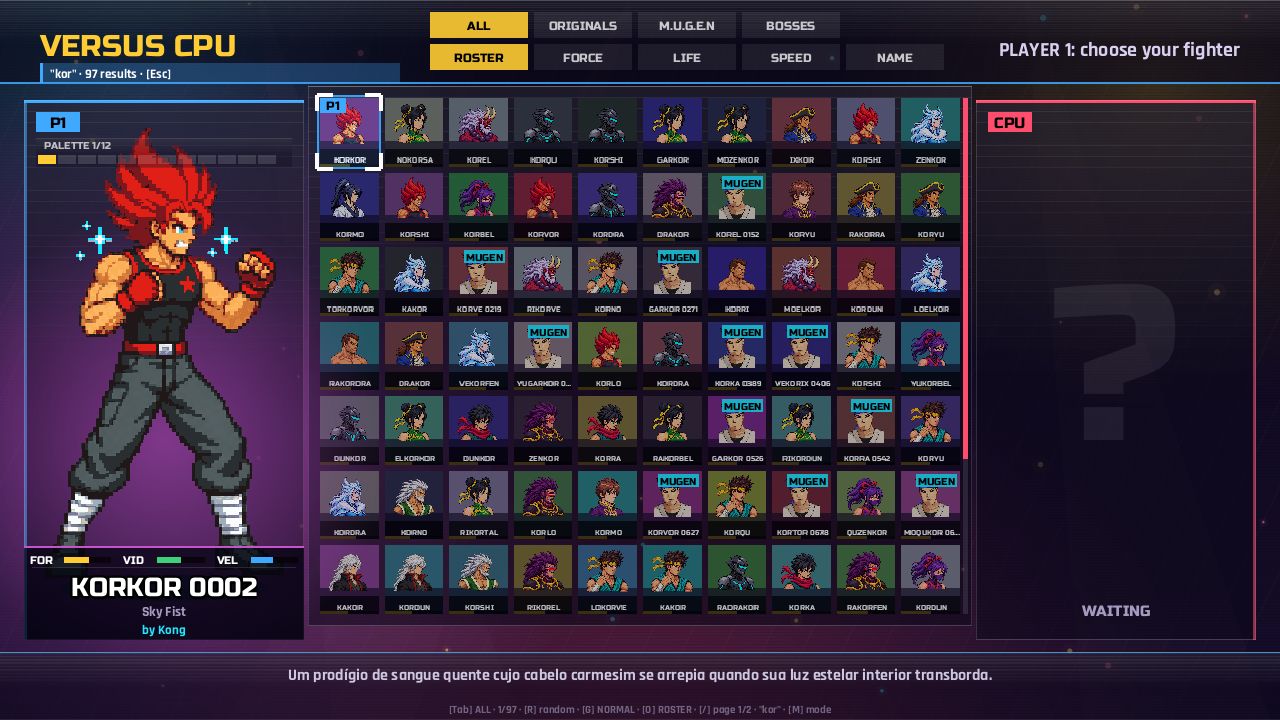 ALL
ORIGINALS
M.U.G.E.N
BOSSES
VERSUS CPU
ROSTER
FORCE
LIFE
SPEED
NAME
PLAYER 1: choose your fighter
"kor" · 97 results · [Esc]
P1
PALETTE 1/12
FOR
VID
VEL
KORKOR 0002
Sky Fist
by Kong
P1
KORKOR NOKORSA KOREL KORQU KORSHI GARKOR MOZENKOR IXKOR KORSHI ZENKOR
MUGEN
KORMO KORSHI KORBEL KORVOR KORDRA DRAKOR KOREL 0152 KORYU RAKORRA KORYU
MUGEN MUGEN
TORKORVOR KAKOR KORVE 0219 RIKORVE KORNO GARKOR 0271 KORRI MOELKOR KORDUN LOELKOR
MUGEN MUGEN MUGEN
RAKORDRA DRAKOR VEKORFEN YUGARKOR 0... KORLO KORDRA KORKA 0389 VEKORIX 0406 KORSHI YUKORBEL
MUGEN MUGEN
DUNKOR ELKORKOR DUNKOR ZENKOR KORRA RAKORBEL GARKOR 0526 RIKORDUN KORRA 0542 KORYU
MUGEN MUGEN MUGEN
KORDRA KORNO RIKORTAL KORLO KORMO KORVOR 0627 KORQU KORTOR 0678 QUZENKOR MOQUKOR 06...
KAKOR KORDUN KORSHI RIKOREL LOKORVE KAKOR RADRAKOR KORKA RAKORFEN KORDUN
CPU
?
WAITING
Um prodígio de sangue quente cujo cabelo carmesim se arrepia quando sua luz estelar interior transborda.
[Tab] ALL · 1/97 · [R] random · [G] NORMAL · [O] ROSTER · [/] page 1/2 · "kor" · [M] mode